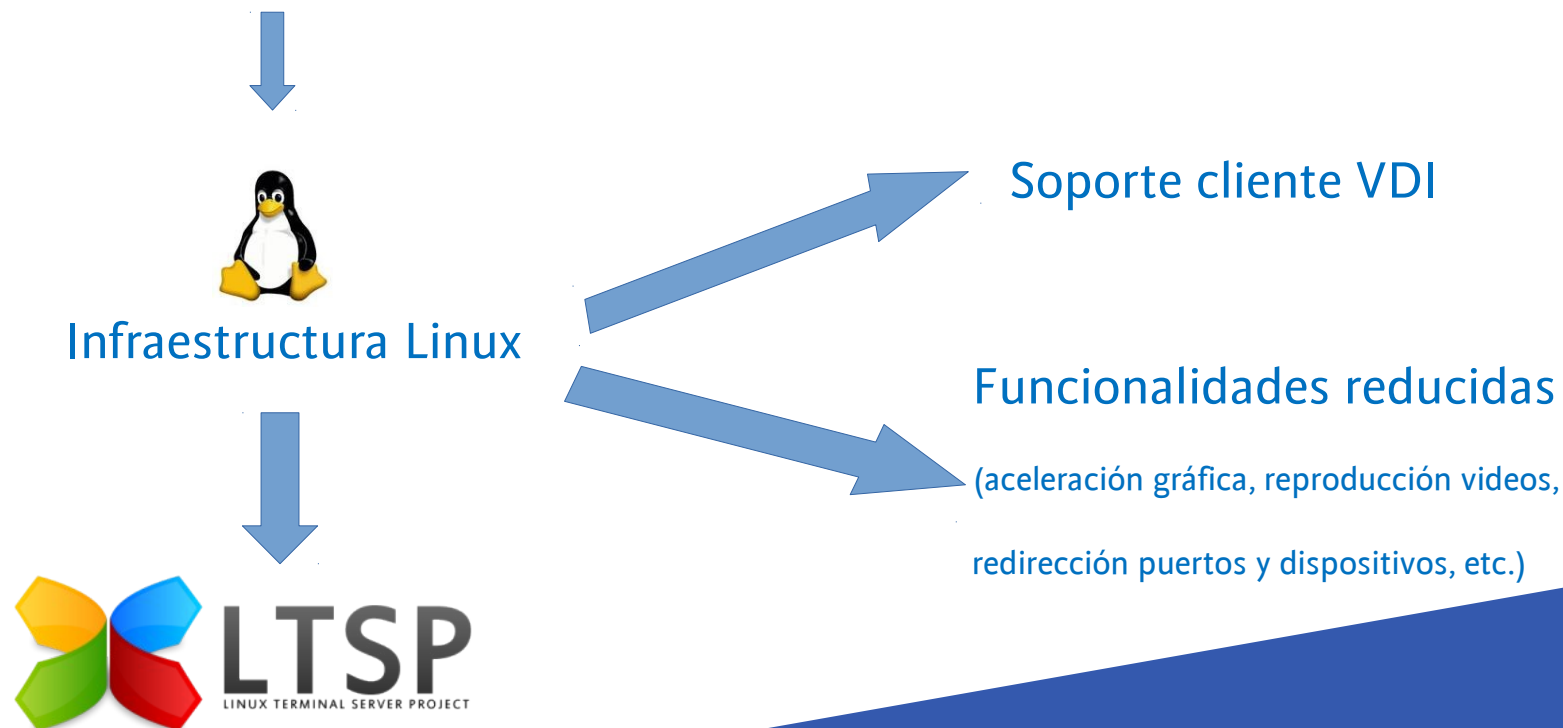 Soporte cliente VDI
Infraestructura Linux
Funcionalidades reducidas
(aceleración gráfica, reproducción videos,
redirección puertos y dispositivos, etc.)
LTSP
LINUX TERMINAL SERVER PROJECT